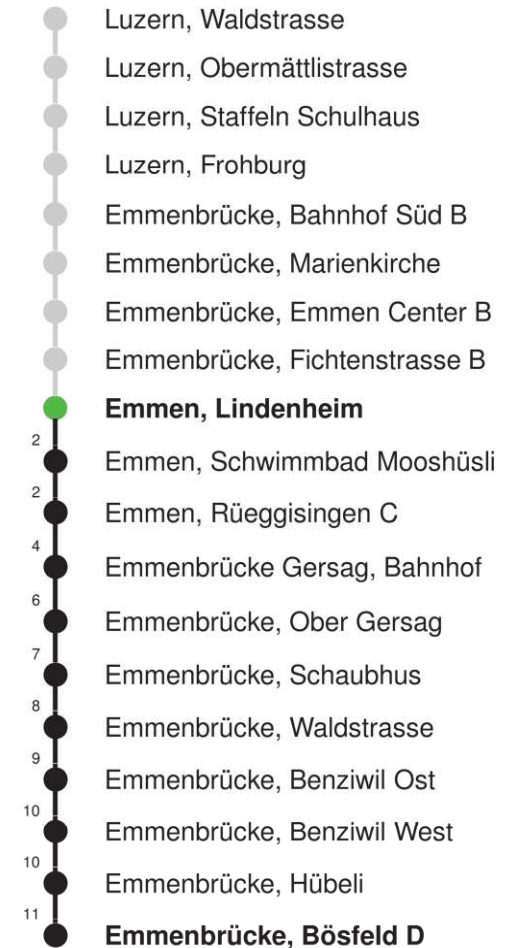 Luzern, Waldstrasse
Luzern, Obermättlistrasse
Luzern, Staffeln Schulhaus
Luzern, Frohburg
Emmenbrücke, Bahnhof Süd B
Emmenbrücke, Marienkirche
Emmenbrücke, Emmen Center B
Emmenbrücke, Fichtenstrasse B
Emmen, Lindenheim
2 Emmen, Schwimmbad Mooshüsli
2 Emmen, Rüeggisingen C
4 Emmenbrücke Gersag, Bahnhof
6 Emmenbrücke, Ober Gersag
7 Emmenbrücke, Schaubhus
8 Emmenbrücke, Waldstrasse
9 Emmenbrücke, Benziwil Ost
10 Emmenbrücke, Benziwil West
10 Emmenbrücke, Hübeli
11 Emmenbrücke, Bösfeld D